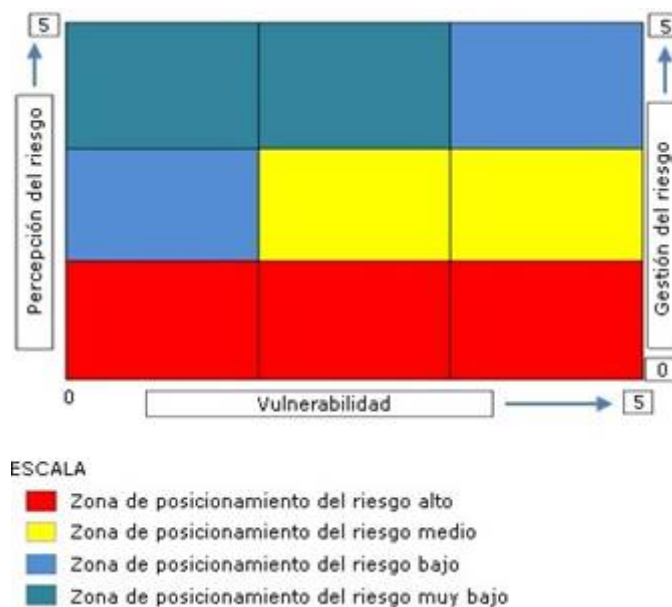 5
5
Percepción del riesgo
Gestión del riesgo
0
0
Vulnerabilidad
5
ESCALA
Zona de posicionamiento del riesgo alto
Zona de posicionamiento del riesgo medio
Zona de posicionamiento del riesgo bajo
Zona de posicionamiento del riesgo muy bajo